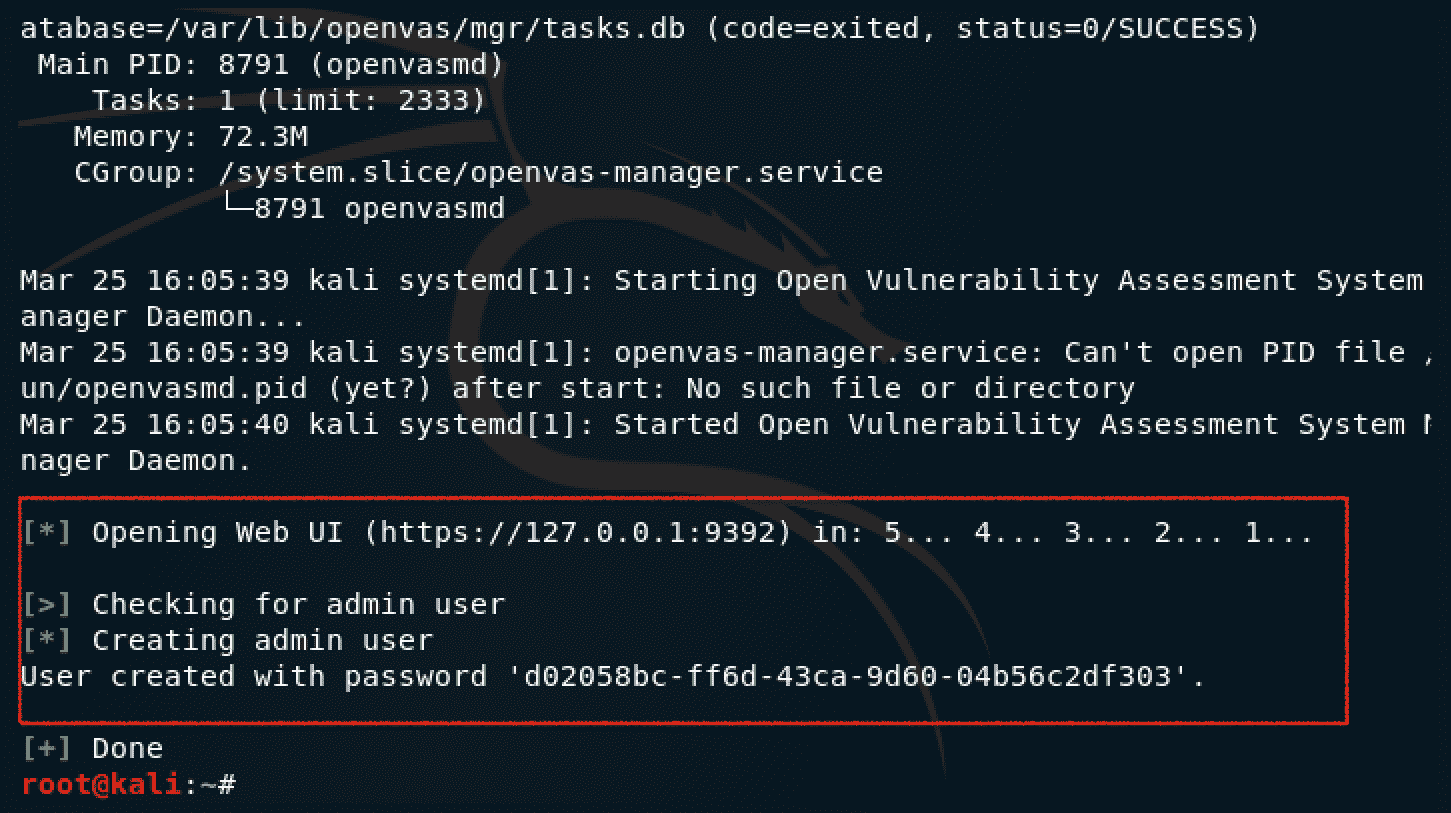 atabase=/var/lib/openvas/mgr/tasks.db (code=exited, status=0/SUCCESS)
Main PID: 8791 (openvasmd)
Tasks: 1 (limit: 2333)
Memory: 72.3M
CGroup: /system.slice/openvas-manager.service
└─8791 openvasmd
Mar 25 16:05:39 kali systemd[1]: Starting Open Vulnerability Assessment System
anager Daemon...
Mar 25 16:05:39 kali systemd[1]: openvas-manager.service: Can't open PID file
un/openvasmd.pid (yet?) after start: No such file or directory
Mar 25 16:05:40 kali systemd[1]: Started Open Vulnerability Assessment System
nager Daemon.
[*] Opening Web UI (https://127.0.0.1:9392) in: 5... 4... 3... 2... 1...
[>] Checking for admin user
[*] Creating admin user
User created with password 'd02058bc-ff6d-43ca-9d60-04b56c2df303'.
[+] Done
root@kali:~#